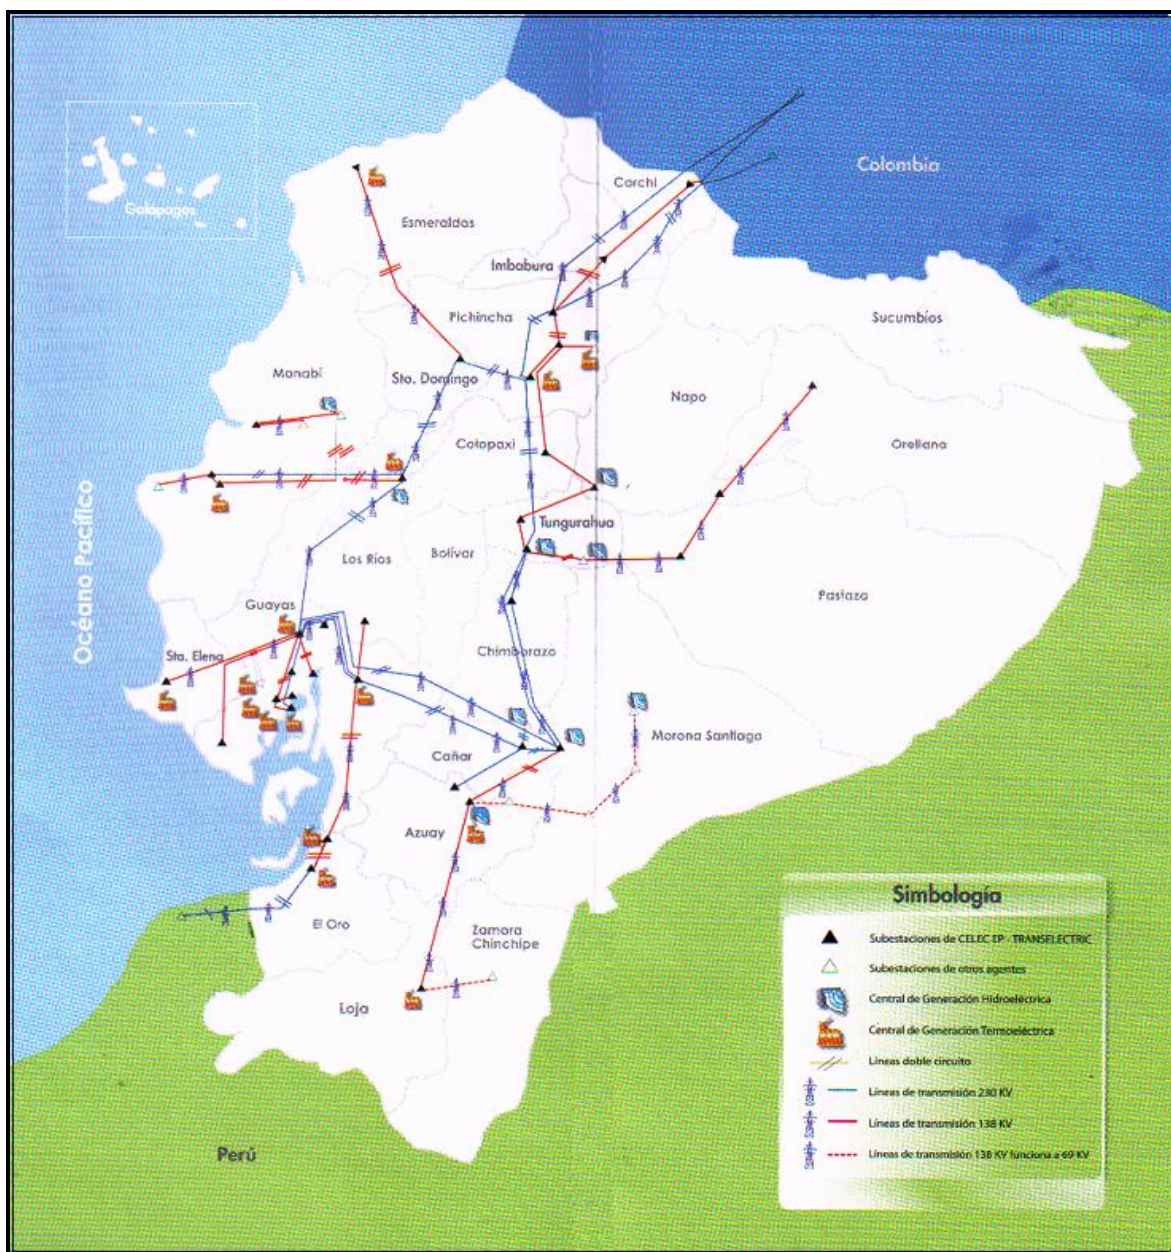 Colombia
Galápagos
Carchi
Esmeraldas
Imbabura
Pichincha
Sucumbíos
Manabí
Sto. Domingo
Napo
Cotopaxi
Orellana
Océano Pacífico
Tungurahua
Los Ríos
Bolívar
Pastaza
Guayas
Sta. Elena
Chimborazo
Morona Santiago
Cañar
Azuay
El Oro
Zamora
Chinchipe
Loja
Perú
Simbología
Subestaciones de CELEC EP - TRANSELECTRIC
Subestaciones de otros agentes
Central de Generación Hidroeléctrica
Central de Generación Termoeléctrica
Líneas doble circuito
Líneas de transmisión 230 KV
Líneas de transmisión 138 KV
Líneas de transmisión 138 KV funciona a 69 KV